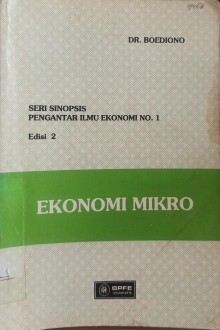 DR. BOEDIONO
SERI SINOPSIS
PENGANTAR ILMU EKONOMI NO. 1
Edisi 2
EKONOMI MIKRO
BPFE